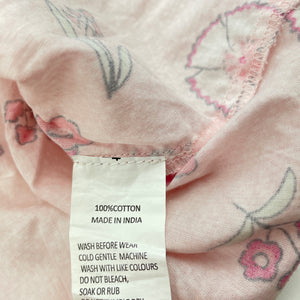 100%COTTON
MADE IN INDIA
WASH BEFORE WEAR
COLD GENTLE MACHINE
WASH WITH LIKE COLOURS
DO NOT BLEACH,
SOAK OR RUB